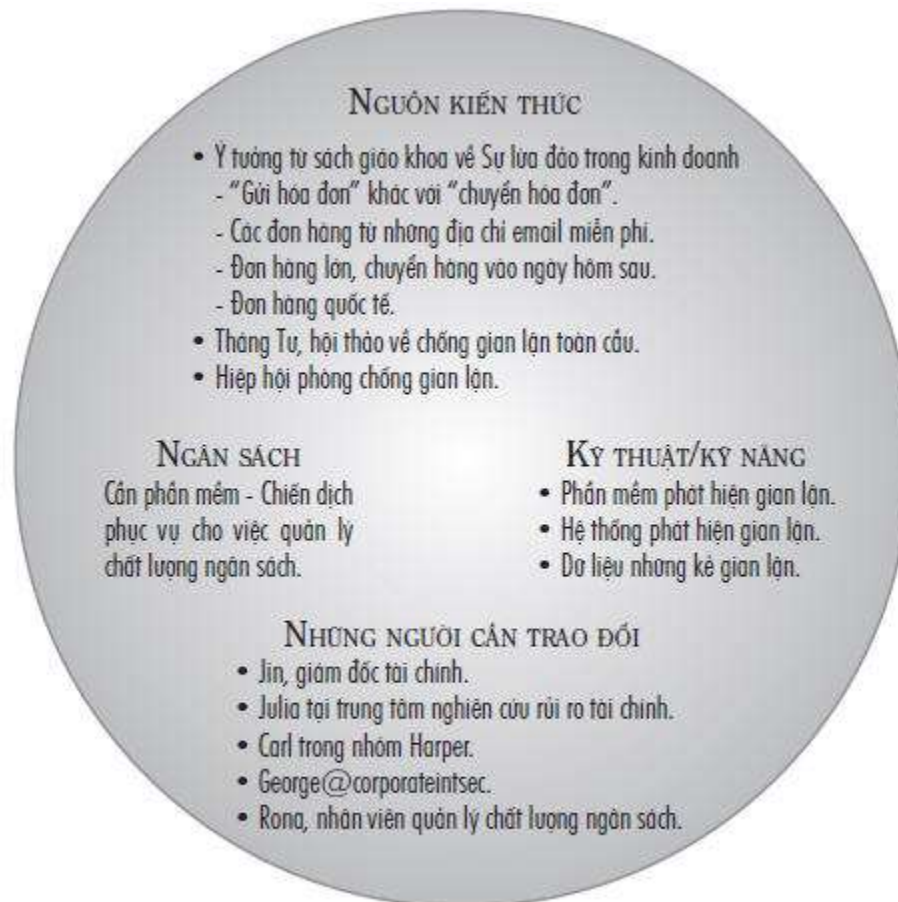 NGUỒN KIẾN THỨC
• Ý tưởng từ sách giáo khoa về Sự lừa đảo trong kinh doanh
- “Gửi hóa đơn” khác với “chuyển hóa đơn”.
- Các đơn hàng từ những địa chỉ email miễn phí.
- Đơn hàng lớn, chuyển hàng vào ngày hôm sau.
- Đơn hàng quốc tế.
• Tháng Tư, hội thảo về chống gian lận toàn cầu.
• Hiệp hội phòng chống gian lận.
NGÂN SÁCH
Cần phần mềm - Chiến dịch
phục vụ cho việc quản lý
chất lượng ngân sách.
KỸ THUẬT/KỸ NĂNG
• Phần mềm phát hiện gian lận.
• Hệ thống phát hiện gian lận.
• Dữ liệu những kẻ gian lận.
NHỮNG NGƯỜI CẦN TRAO ĐỔI
• Jin, giám đốc tài chính.
• Julia tại trung tâm nghiên cứu rủi ro tài chính.
• Carl trong nhóm Harper.
• George@corporateintsec.
• Rona, nhân viên quản lý chất lượng ngân sách.